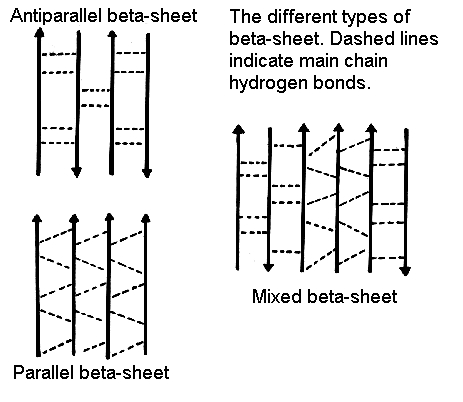 Antiparallel beta-sheet
The different types of
beta-sheet. Dashed lines
indicate main chain
hydrogen bonds.
Mixed beta-sheet
Parallel beta-sheet